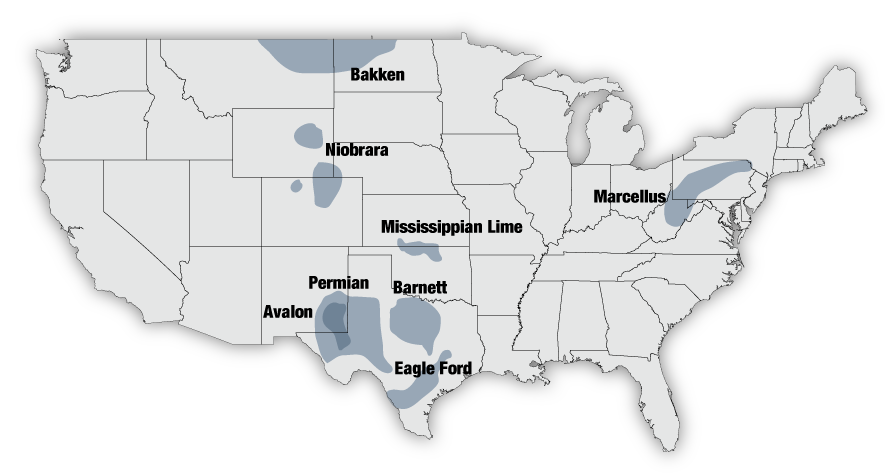 Bakken
Niobrara
Marcellus
Mississippian Lime
Permian
Barnett
Avalon
Eagle Ford